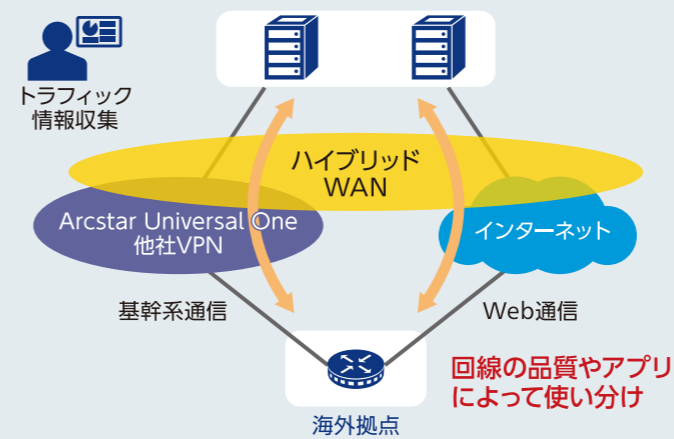 トラフィック
情報収集
ハイブリッド
WAN
Arcstar Universal One
他社VPN
インターネット
基幹系通信
Web通信
回線の品質やアプリ
によって使い分け
海外拠点